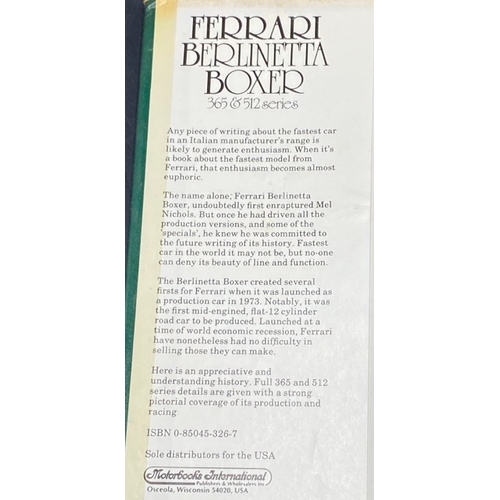 FERRARI
BERLINETTA
BOXER
365 & 512 series
Any piece of writing about the fastest car
in an Italian manufacturer's range is
likely to generate enthusiasm. When it's
a book about the fastest model from
Ferrari, that enthusiasm becomes almost
euphoric.
The name alone; Ferrari Berlinetta
Boxer, undoubtedly first enraptured Mel
Nichols. But once he had driven all the
production versions, and some of the
'specials', he knew he was committed to
the future writing of its history. Fastest
car in the world it may not be, but no-one
can deny its beauty of line and function.
The Berlinetta Boxer created several
firsts for Ferrari when it was launched as
a production car in 1973. Notably, it was
the first mid-engined, flat-12 cylinder
road car to be produced. Launched at a
time of world economic recession, Ferrari
have nonetheless had no difficulty in
selling those they can make.
Here is an appreciative and
understanding history. Full 365 and 512
series details are given with a strong
pictorial coverage of its production and
racing
ISBN 0-85045-326-7
Sole distributors for the USA
Motorbooks International
Publishers & Wholesalers Inc
Osceola, Wisconsin 54020, USA